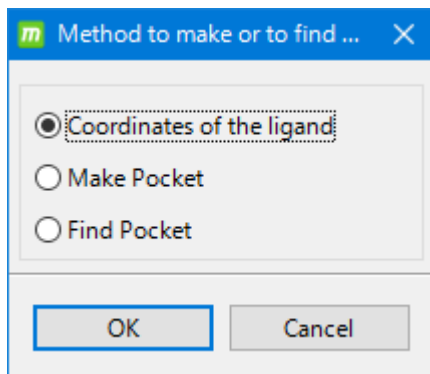 m Method to make or to find ...
Coordinates of the ligand
Make Pocket
Find Pocket
OK
Cancel